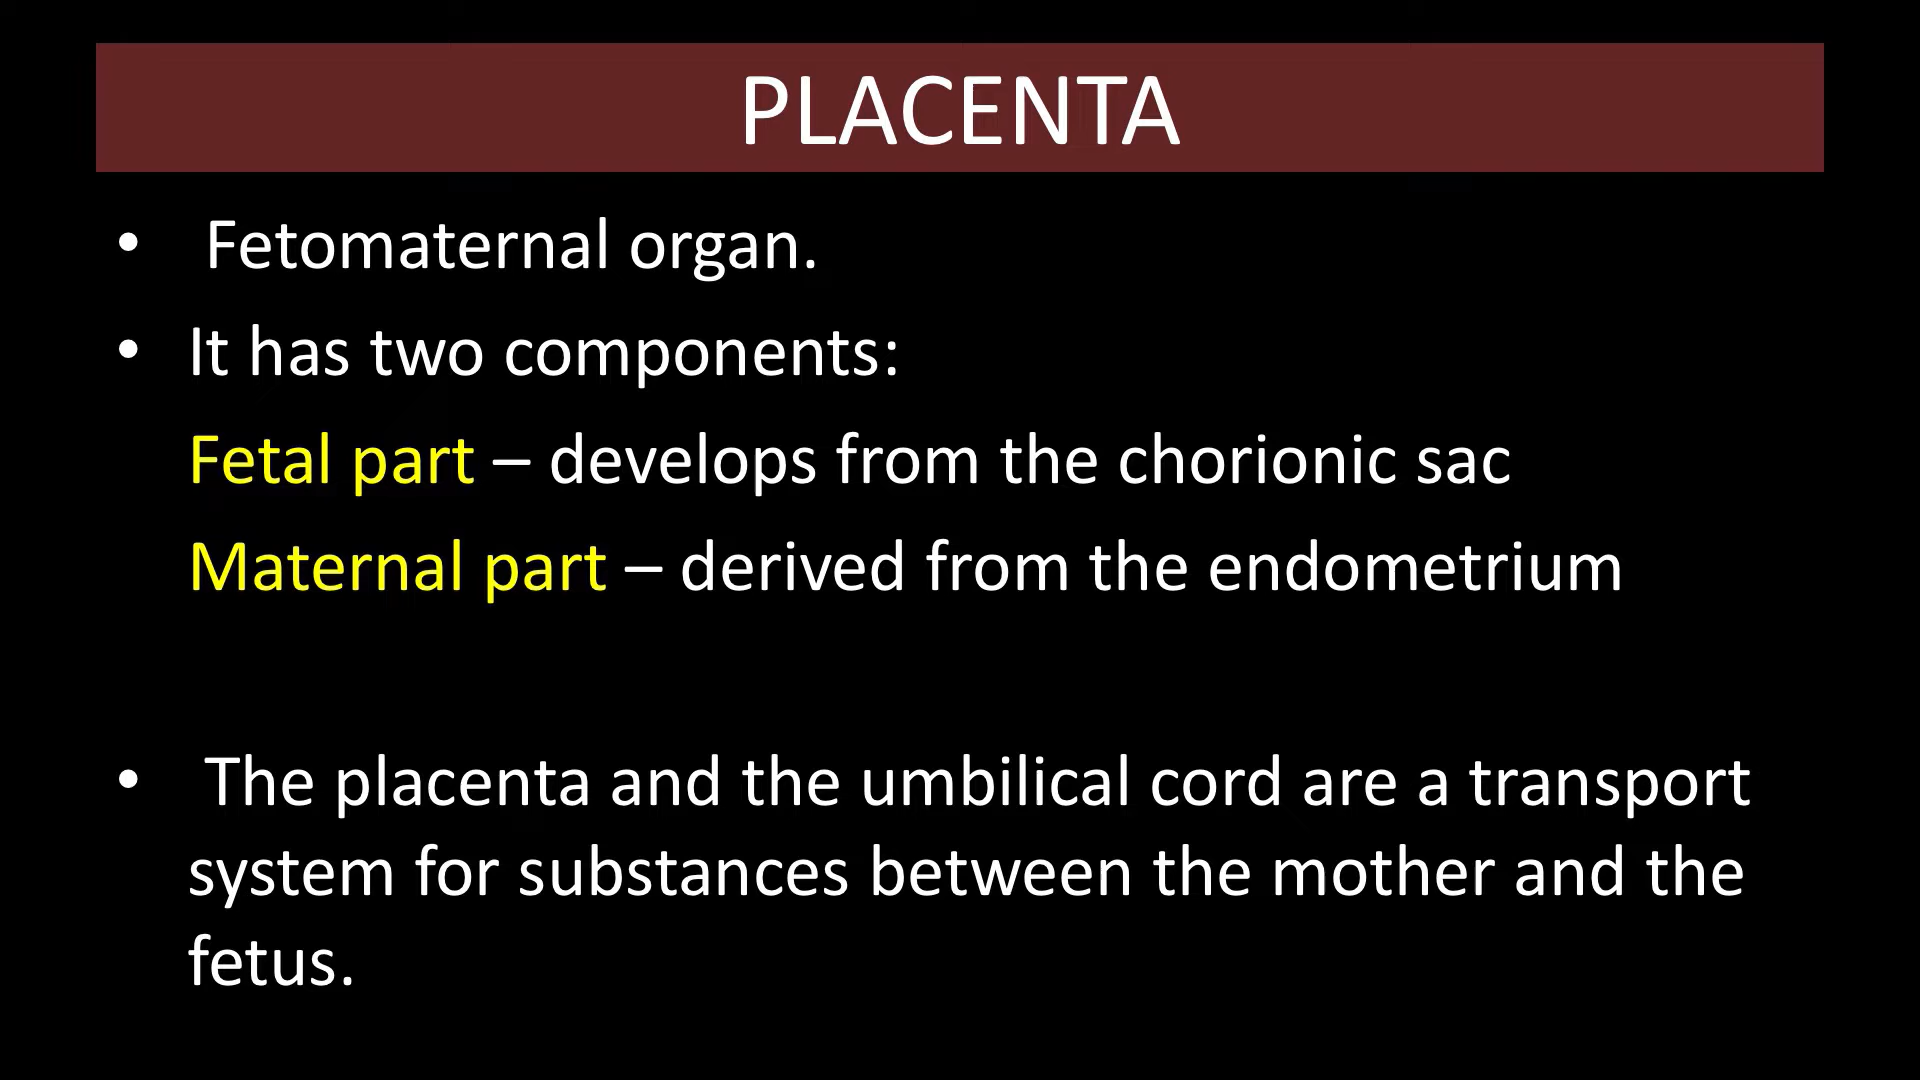 PLACENTA
• Fetomaternal organ.
• It has two components:
Fetal part – develops from the chorionic sac
Maternal part – derived from the endometrium
• The placenta and the umbilical cord are a transport
system for substances between the mother and the
fetus.